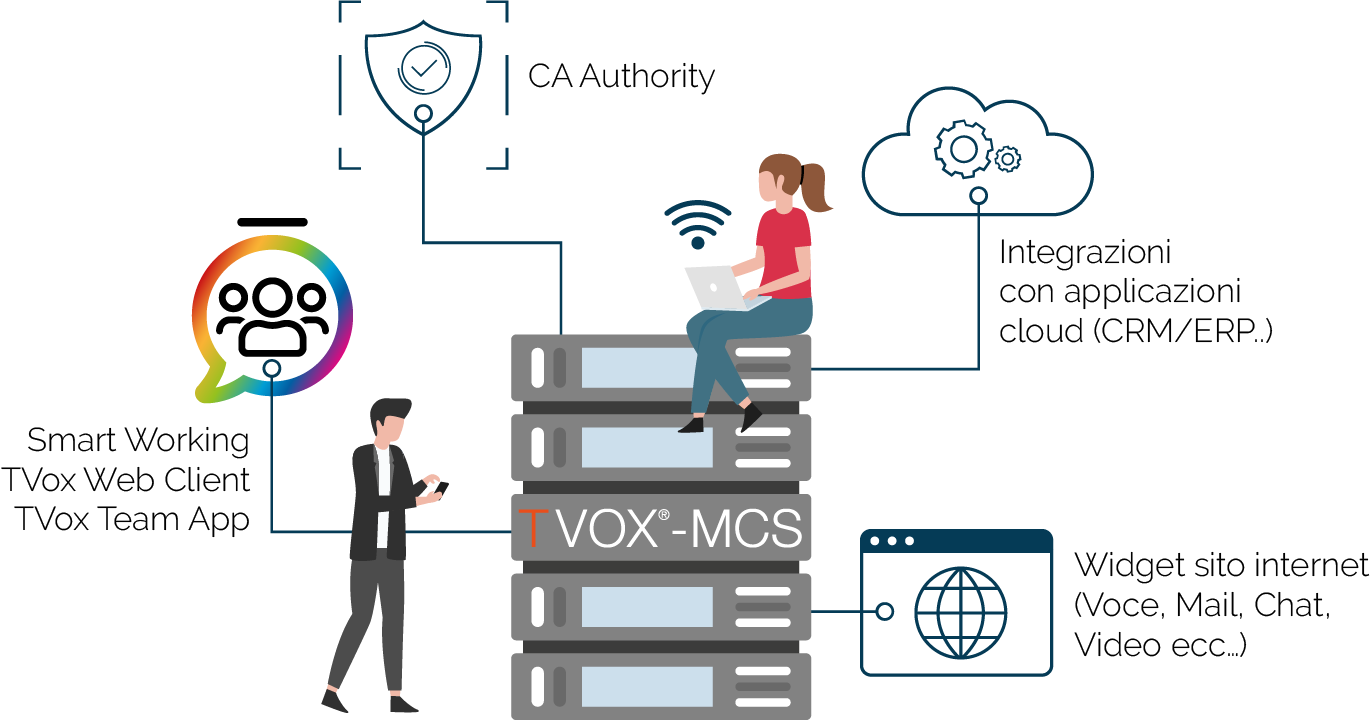 CA Authority
Integrazioni
con applicazioni
cloud (CRM/ERP..)
Smart Working
TVox Web Client
TVox Team App
TVOX®-MCS
Widget sito internet
(Voce, Mail, Chat,
Video ecc...)